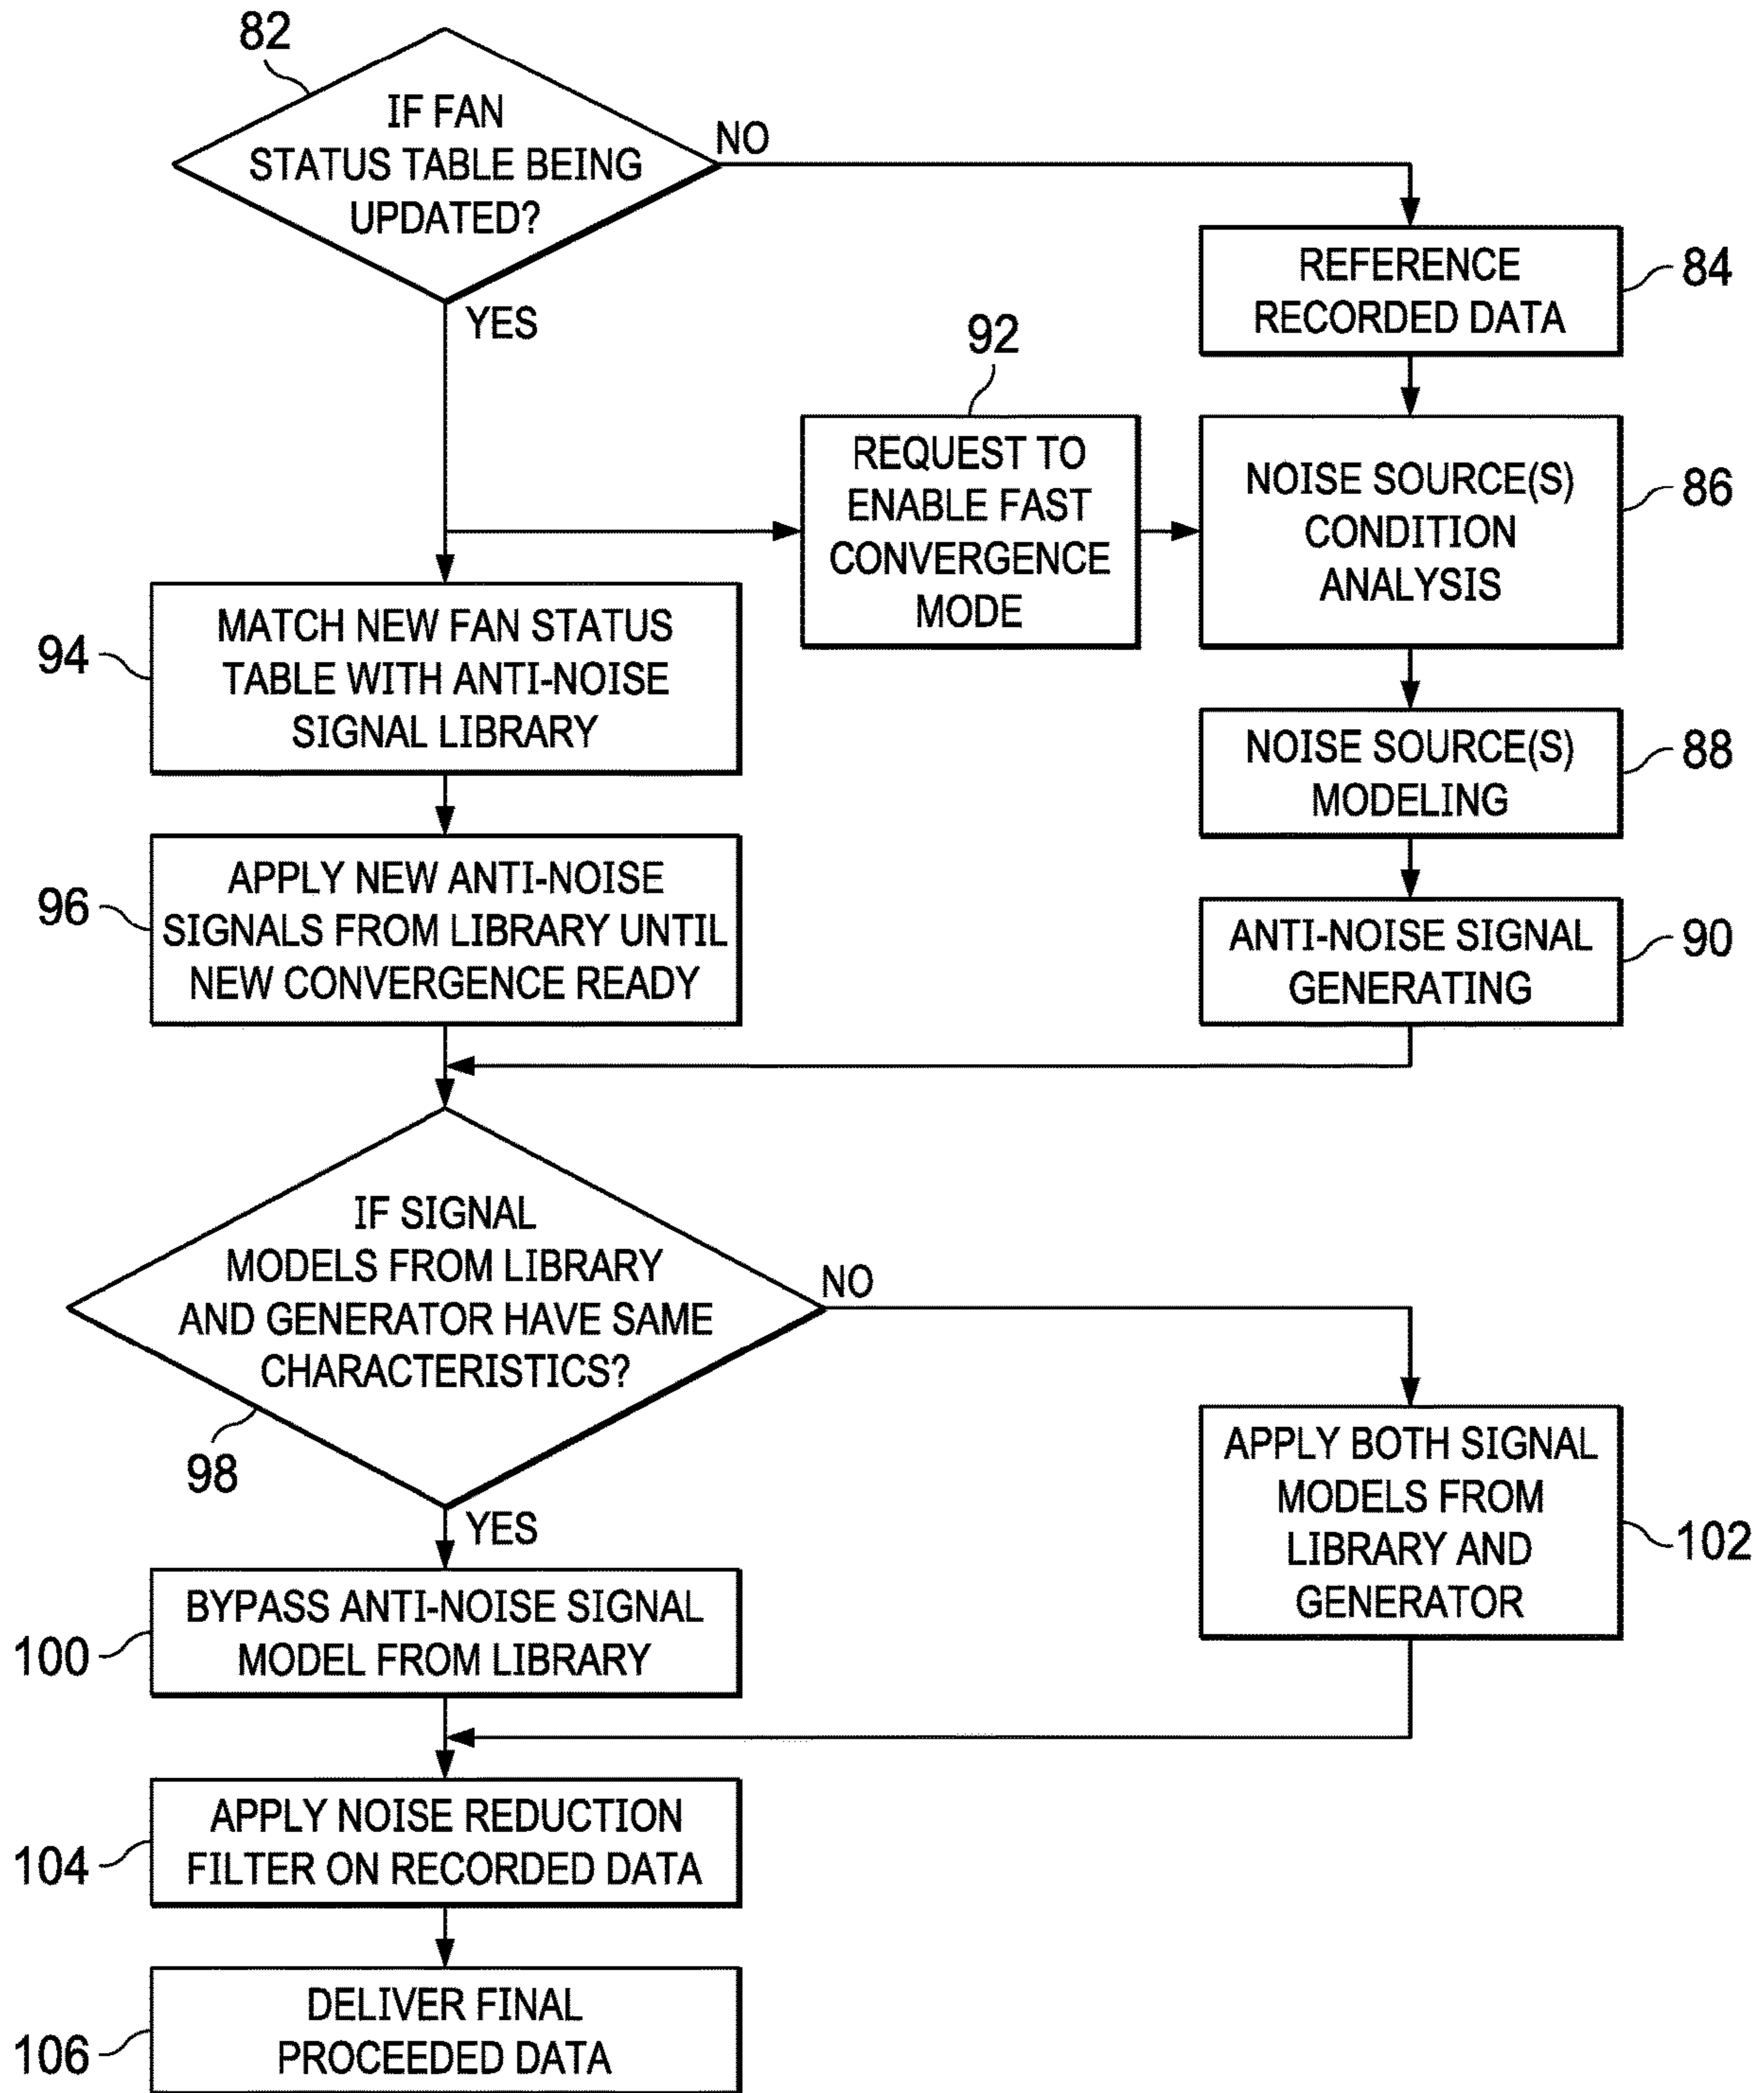 82
IF FAN
STATUS TABLE BEING
UPDATED?
NO
YES
REFERENCE
RECORDED DATA
84
92
REQUEST TO
ENABLE FAST
CONVERGENCE
MODE
NOISE SOURCE(S)
CONDITION
ANALYSIS
86
94
MATCH NEW FAN STATUS
TABLE WITH ANTI-NOISE
SIGNAL LIBRARY
NOISE SOURCE(S)
MODELING
88
96
APPLY NEW ANTI-NOISE
SIGNALS FROM LIBRARY UNTIL
NEW CONVERGENCE READY
ANTI-NOISE SIGNAL
GENERATING
90
IF SIGNAL
MODELS FROM LIBRARY
AND GENERATOR HAVE SAME
CHARACTERISTICS?
NO
98
YES
APPLY BOTH SIGNAL
MODELS FROM
LIBRARY AND
GENERATOR
102
100
BYPASS ANTI-NOISE SIGNAL
MODEL FROM LIBRARY
104
APPLY NOISE REDUCTION
FILTER ON RECORDED DATA
106
DELIVER FINAL
PROCEEDED DATA